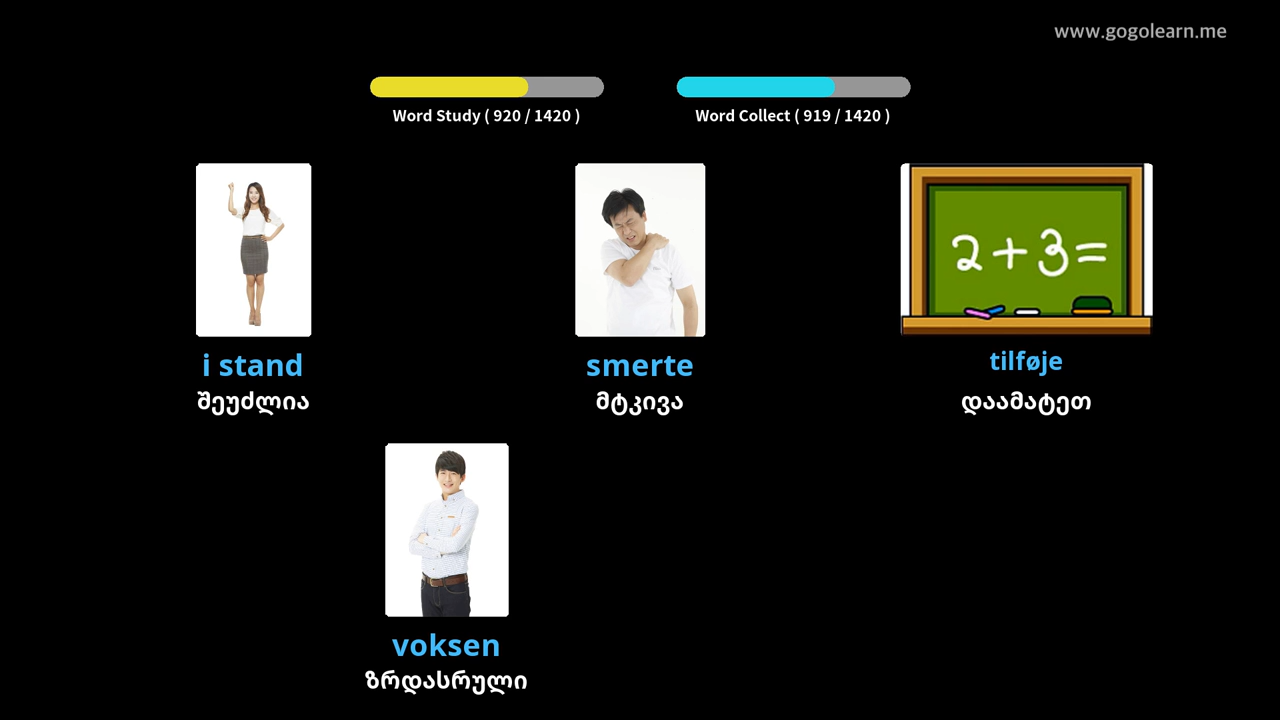 www.gogolearn.me
Word Study ( 920 / 1420 )
Word Collect ( 919 / 1420 )
2+3=
i stand
შეუძლია
smerte
მტკივა
tilføje
დაამატეთ
voksen
ზრდასრული